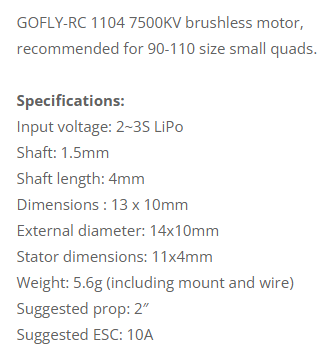 GOFLY-RC 1104 7500KV brushless motor,
recommended for 90-110 size small quads.
Specifications:
Input voltage: 2~3S LiPo
Shaft: 1.5mm
Shaft length: 4mm
Dimensions : 13 x 10mm
External diameter: 14x10mm
Stator dimensions: 11x4mm
Weight: 5.6g (including mount and wire)
Suggested prop: 2″
Suggested ESC: 10A